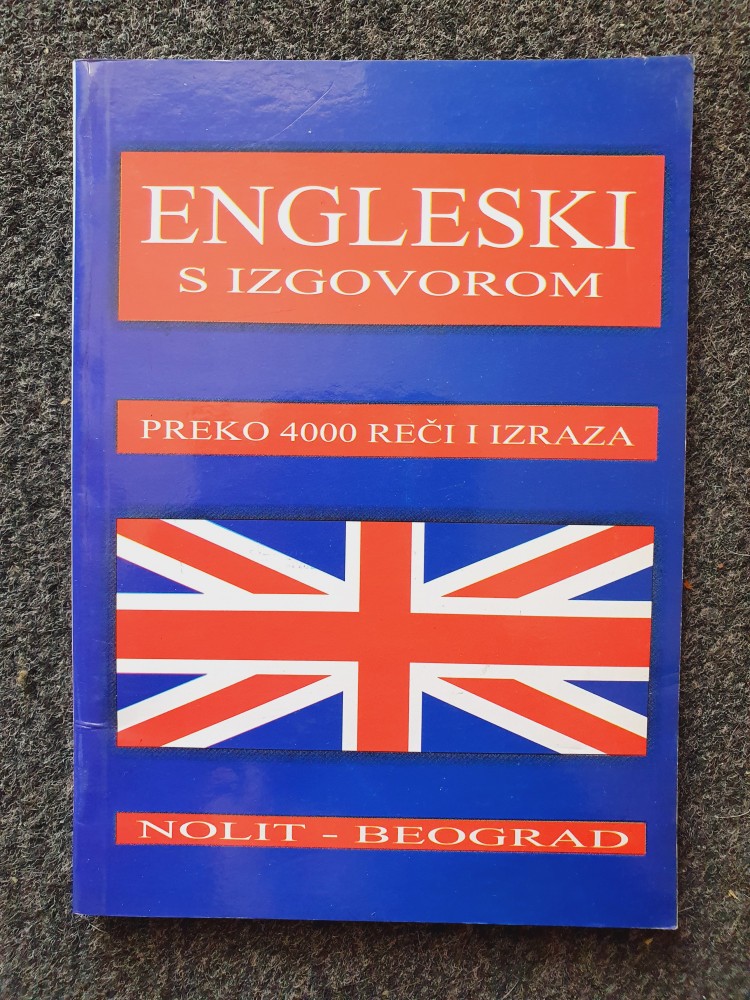 ENGLESKI
S IZGOVOROM
PREKO 4000 REČI I IZRAZA
NOLIT - BEOGRAD